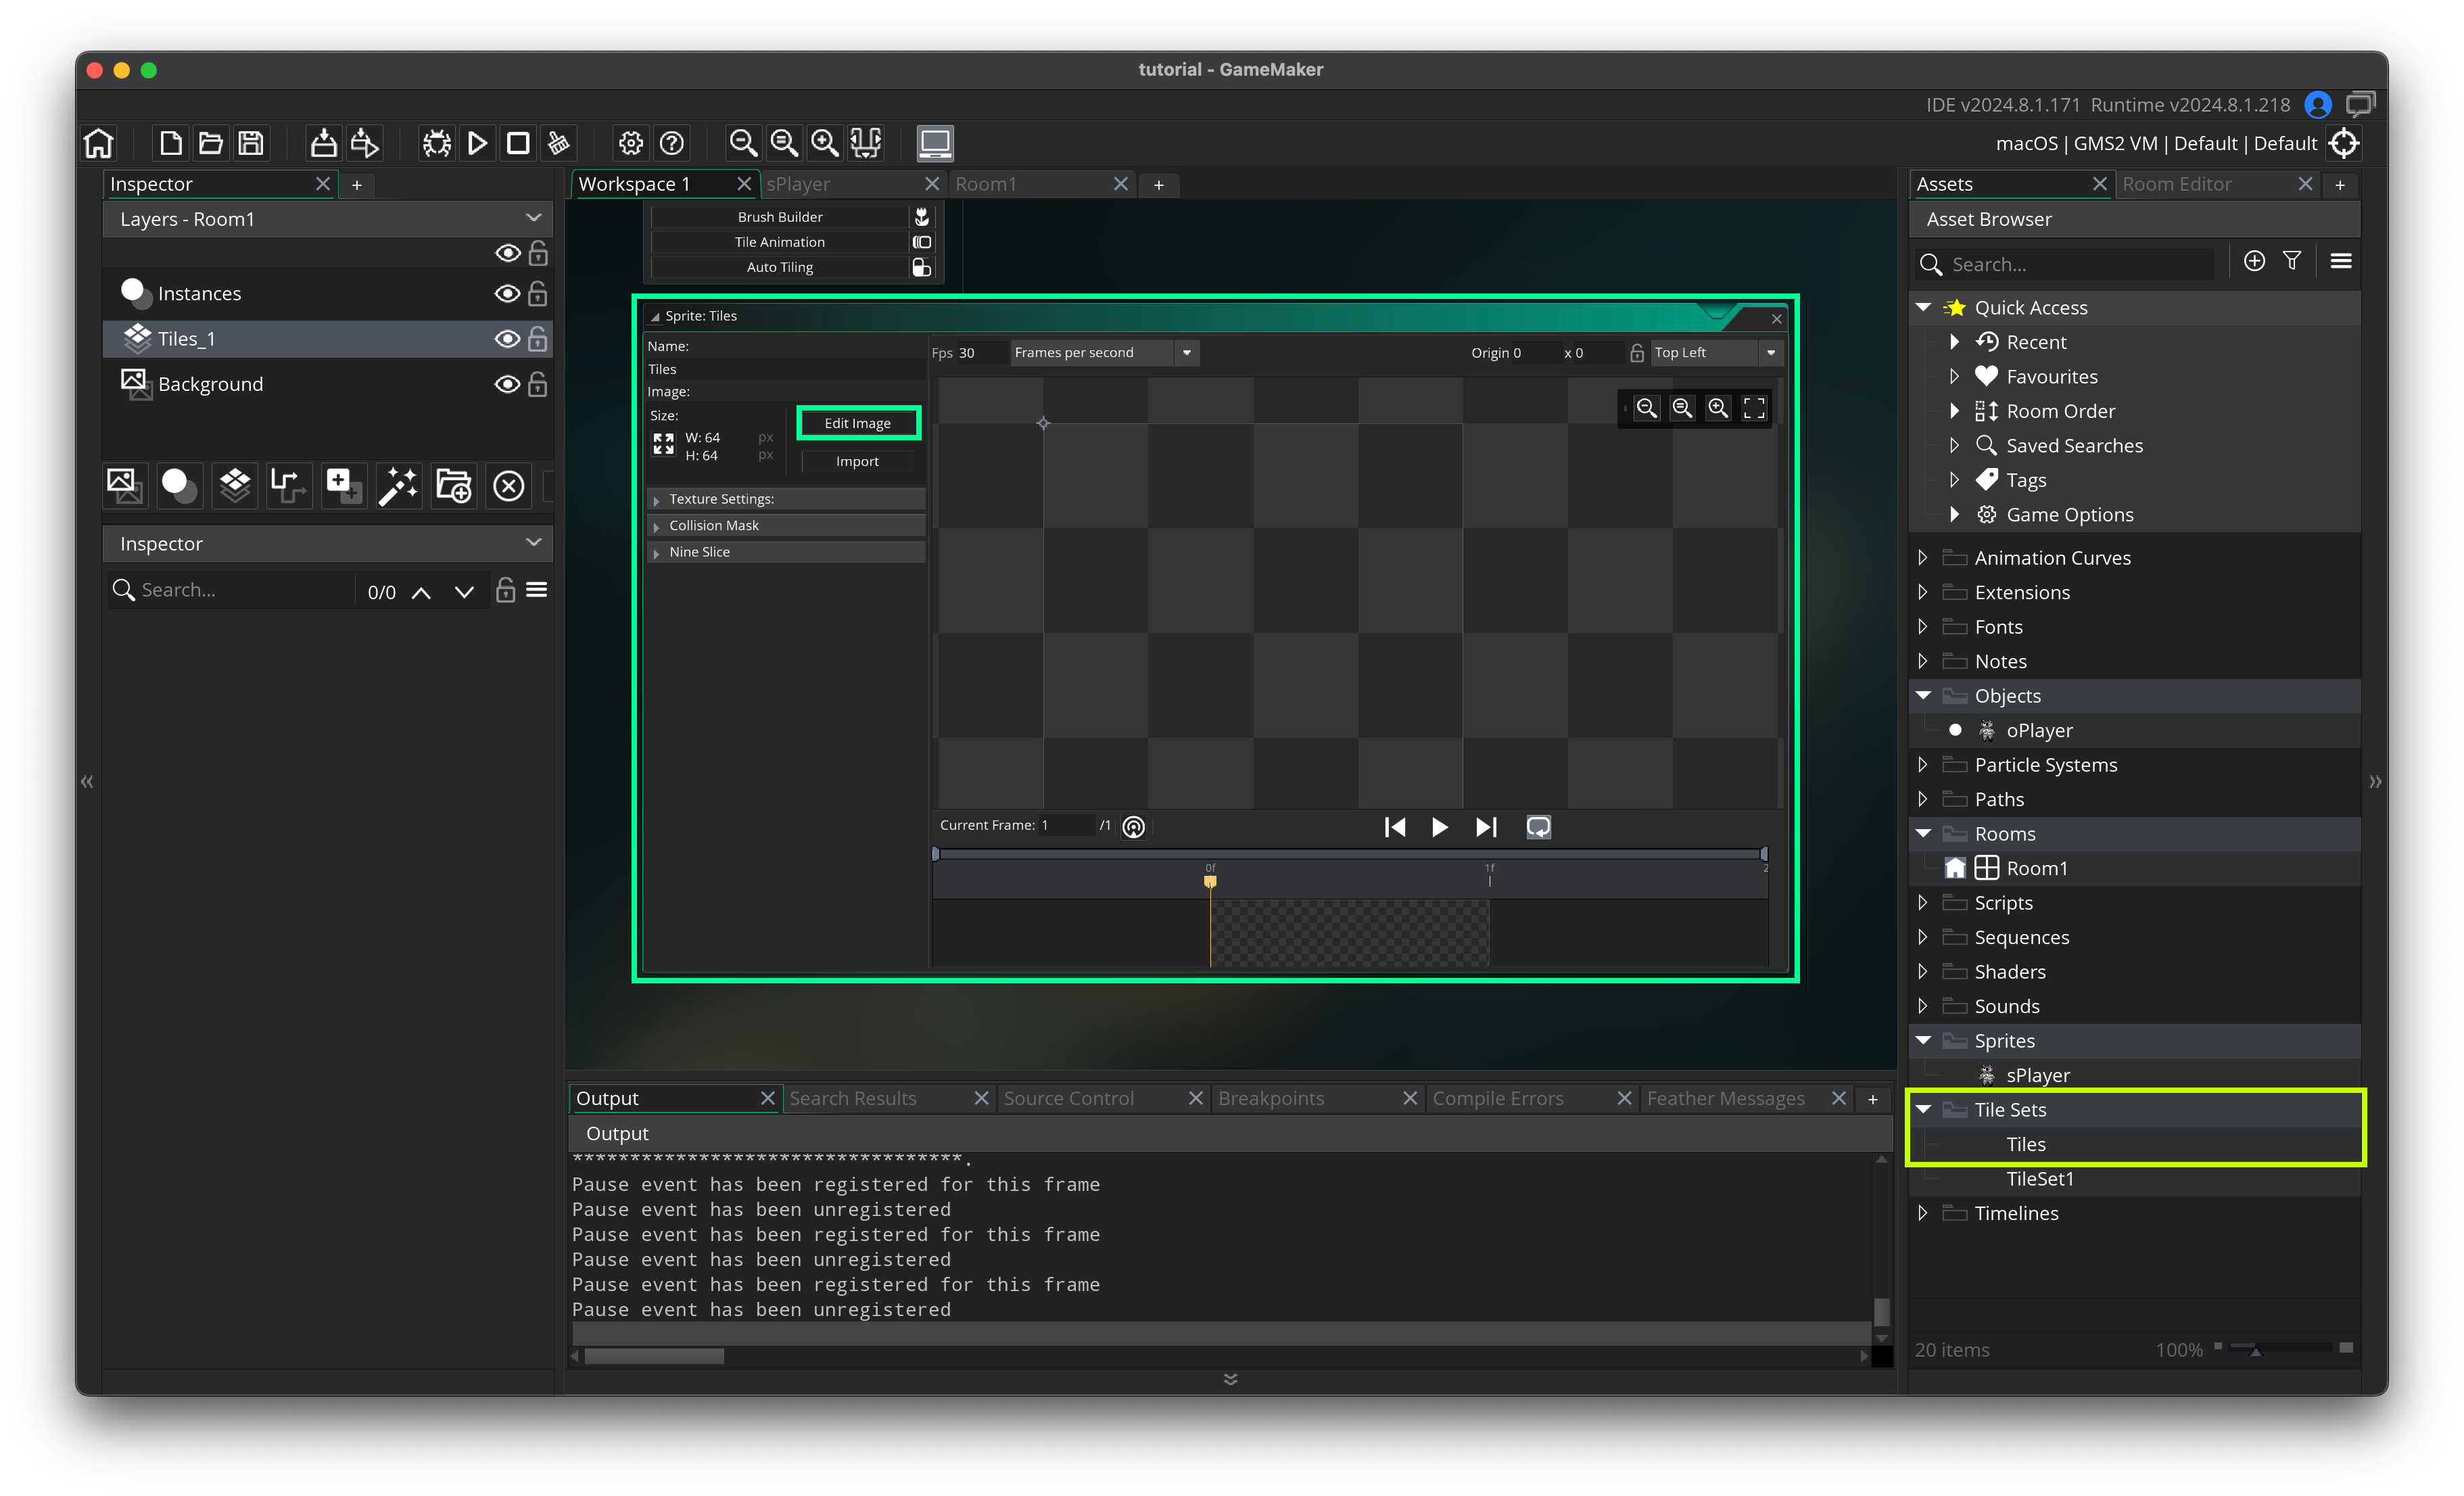 tutorial - GameMaker
IDE v2024.8.1.171 Runtime v2024.8.1.218
macOS | GMS2 VM | Default | Default
Inspector
Layers - Room1
Instances
Tiles_1
Background
Inspector
Search...
0/0
Workspace 1
sPlayer
Room1
Brush Builder
Tile Animation
Auto Tiling
Sprite: Tiles
Name:
Tiles
Image:
Size:
W: 64 px
H: 64 px
Edit Image
Import
Texture Settings:
Collision Mask
Nine Slice
Fps 30
Frames per second
Origin 0 x 0
Top Left
Current Frame: 1 /1
0f
1f
2
Output
Search Results
Source Control
Breakpoints
Compile Errors
Feather Messages
Output
**********************************.
Pause event has been registered for this frame
Pause event has been unregistered
Pause event has been registered for this frame
Pause event has been unregistered
Pause event has been registered for this frame
Pause event has been unregistered
Assets
Room Editor
Asset Browser
Search...
Quick Access
Recent
Favourites
Room Order
Saved Searches
Tags
Game Options
Animation Curves
Extensions
Fonts
Notes
Objects
oPlayer
Particle Systems
Paths
Rooms
Room1
Scripts
Sequences
Shaders
Sounds
Sprites
sPlayer
Tile Sets
Tiles
TileSet1
Timelines
20 items
100%